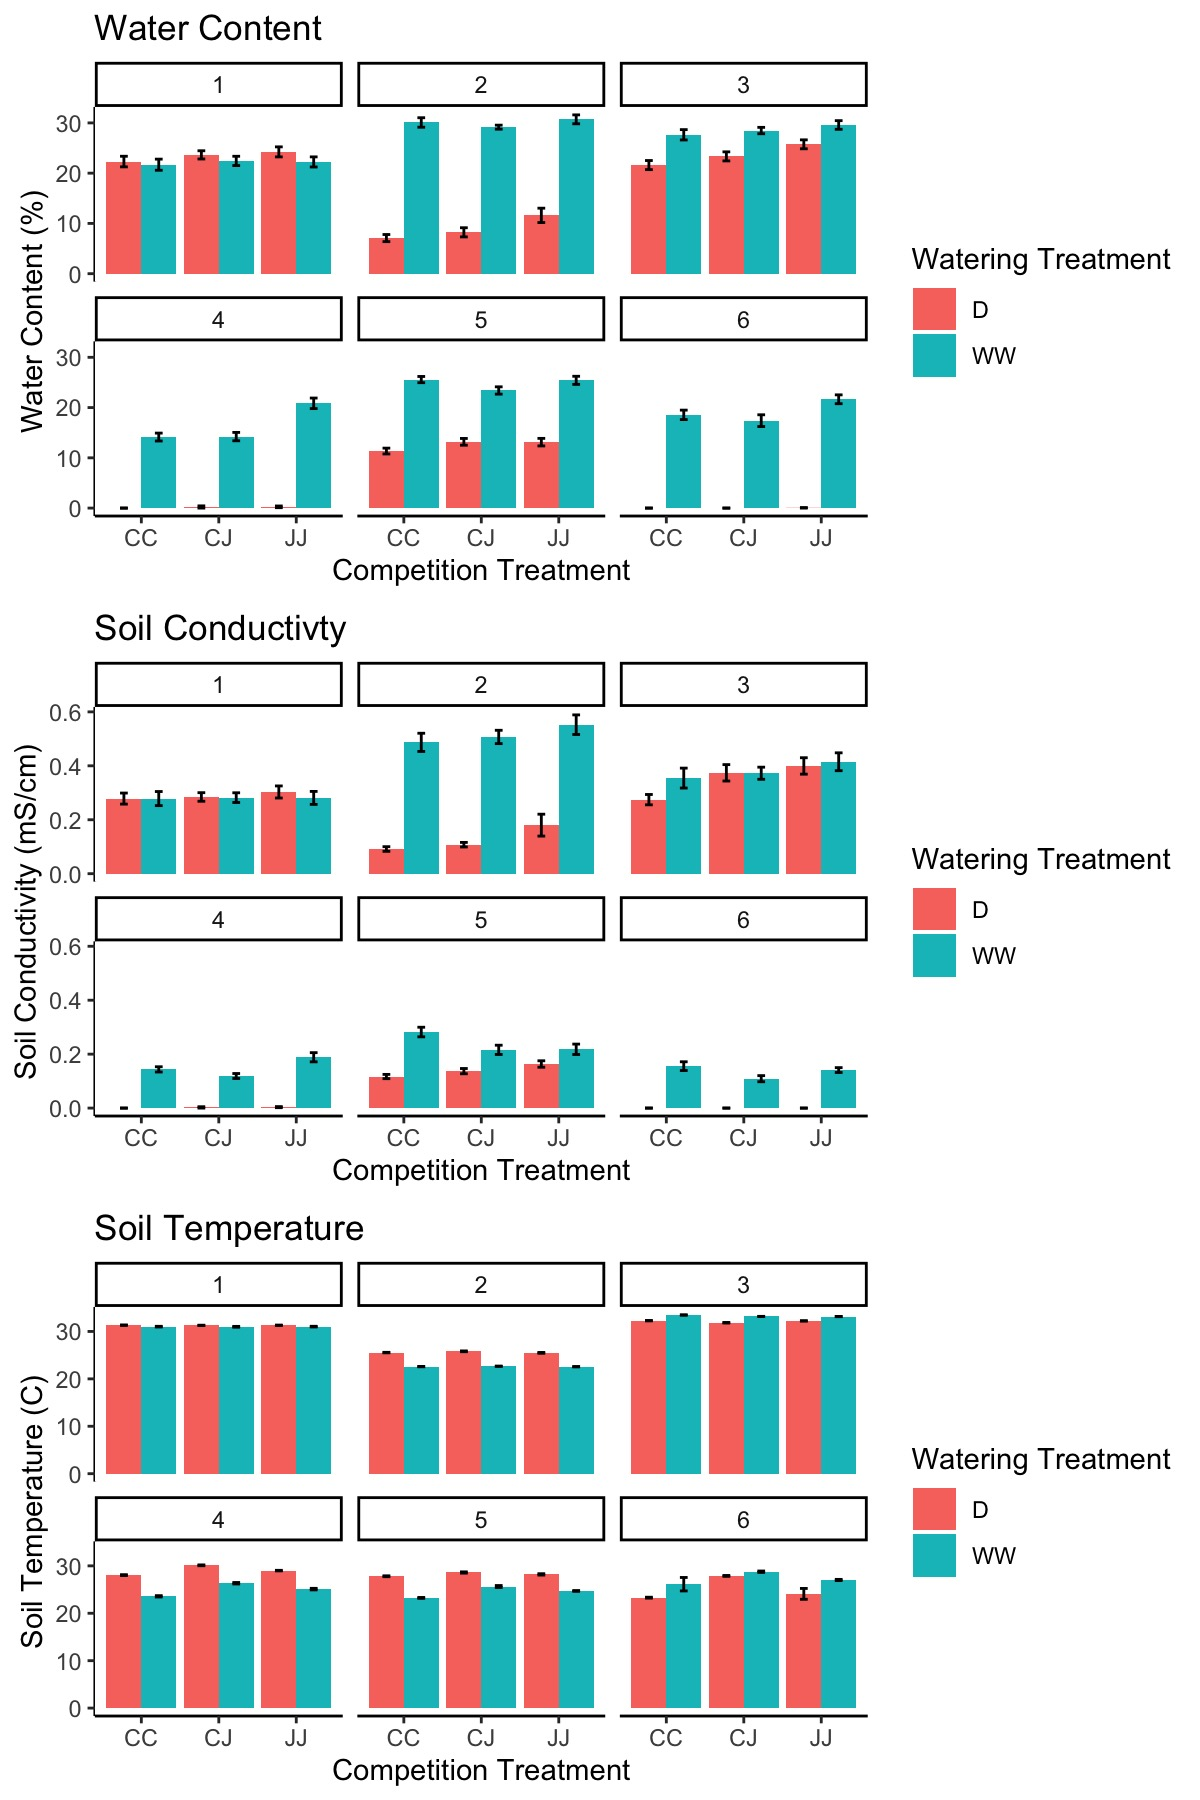 Water Content
1 2 3
30
20
10
0
4 5 6
30
20
10
0
Water Content (%)
CC CJ JJ CC CJ JJ CC CJ JJ
Competition Treatment
Watering Treatment
D
WW
Soil Conductivty
1 2 3
0.6
0.4
0.2
0.0
4 5 6
0.6
0.4
0.2
0.0
Soil Conductivity (mS/cm)
CC CJ JJ CC CJ JJ CC CJ JJ
Competition Treatment
Watering Treatment
D
WW
Soil Temperature
1 2 3
30
20
10
0
4 5 6
30
20
10
0
Soil Temperature (C)
CC CJ JJ CC CJ JJ CC CJ JJ
Competition Treatment
Watering Treatment
D
WW